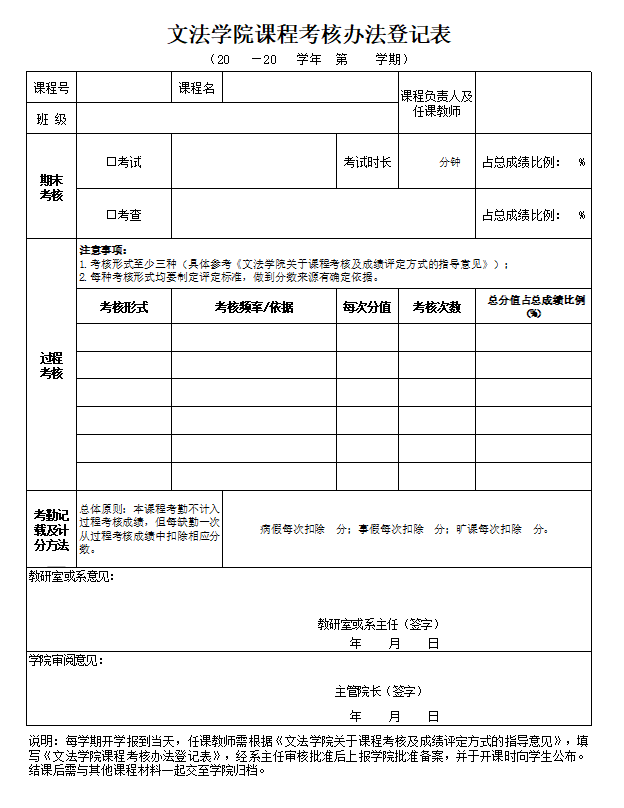 文法学院课程考核办法登记表
（20　—20　学年　第　　学期）
课程号
课程名
课程负责人及
任课教师
班 级
期末
考核
□考试
考试时长
分钟
占总成绩比例：　%
□考查
占总成绩比例：　%
过程
考核
注意事项：
1. 考核形式至少三种（具体参考《文法学院关于课程考核及成绩评定方式的指导意见》）；
2. 每种考核形式均要制定评定标准，做到分数来源有确定依据。
考核形式
考核频率/依据
每次分值
考核次数
总分值占总成绩比例
(%)
考勤记
载及计
分方法
总体原则：本课程考勤不计入
过程考核成绩，但每缺勤一次
从过程考核成绩中扣除相应分
数。
病假每次扣除　分；事假每次扣除　分；旷课每次扣除　分。
教研室或系意见：
教研室或系主任（签字）
年　　月　　日
学院审阅意见：
主管院长（签字）
年　　月　　日
说明：每学期开学报到当天，任课教师需根据《文法学院关于课程考核及成绩评定方式的指导意见》，填
写《文法学院课程考核办法登记表》，经系主任审核批准后上报学院批准备案，并于开课时向学生公布。
结课后需与其他课程材料一起交至学院归档。